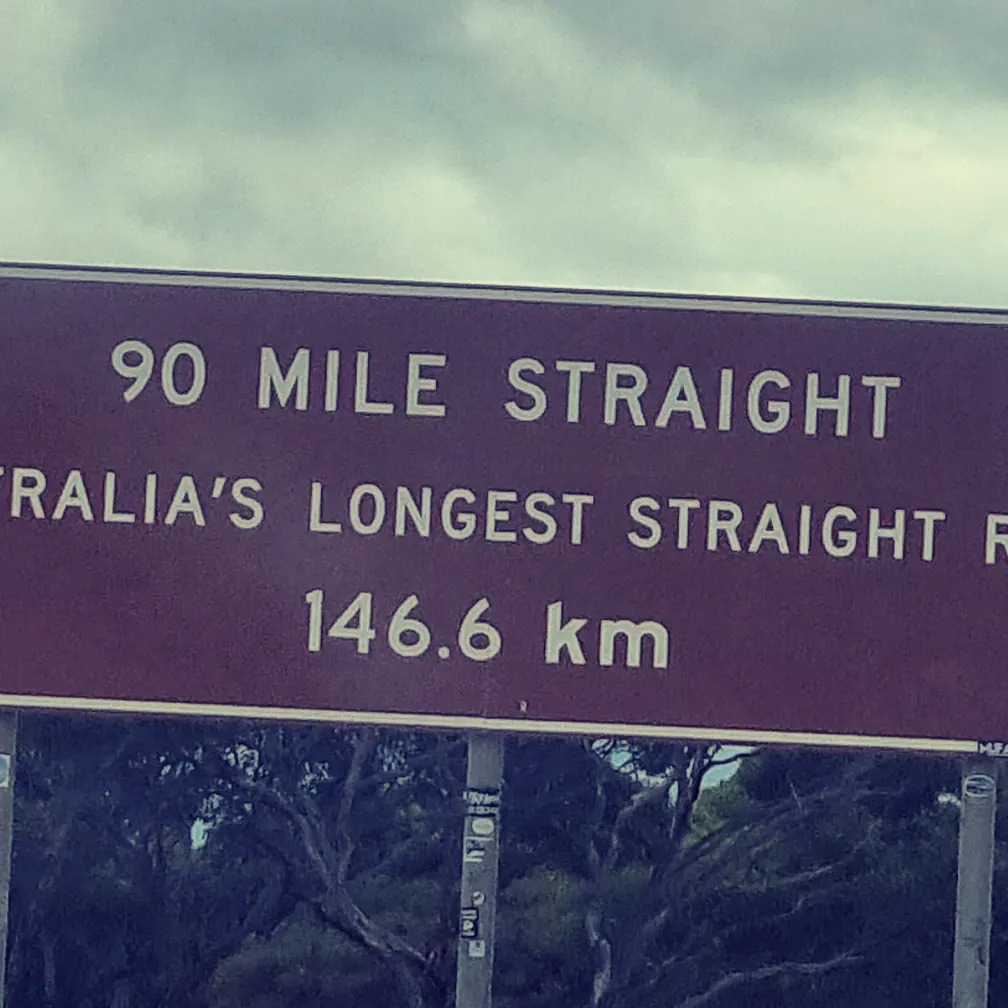 90 MILE STRAIGHT
TRALIA'S LONGEST STRAIGHT R
146.6 km